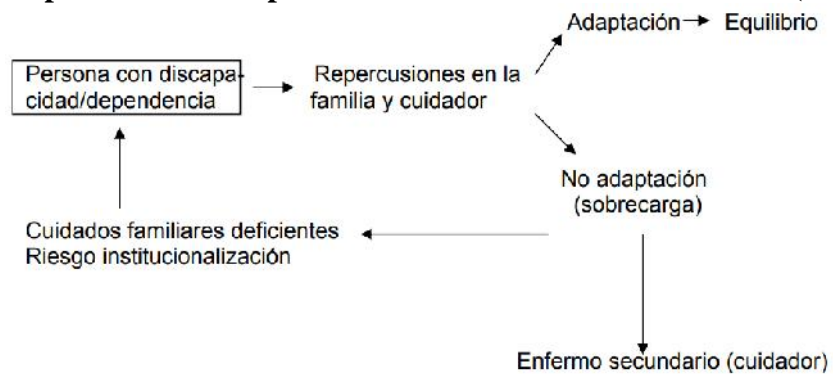 Adaptación → Equilibrio
Persona con discapa-
cidad/dependencia
Repercusiones en la
familia y cuidador
No adaptación
(sobrecarga)
Cuidados familiares deficientes
Riesgo institucionalización
Enfermo secundario (cuidador)